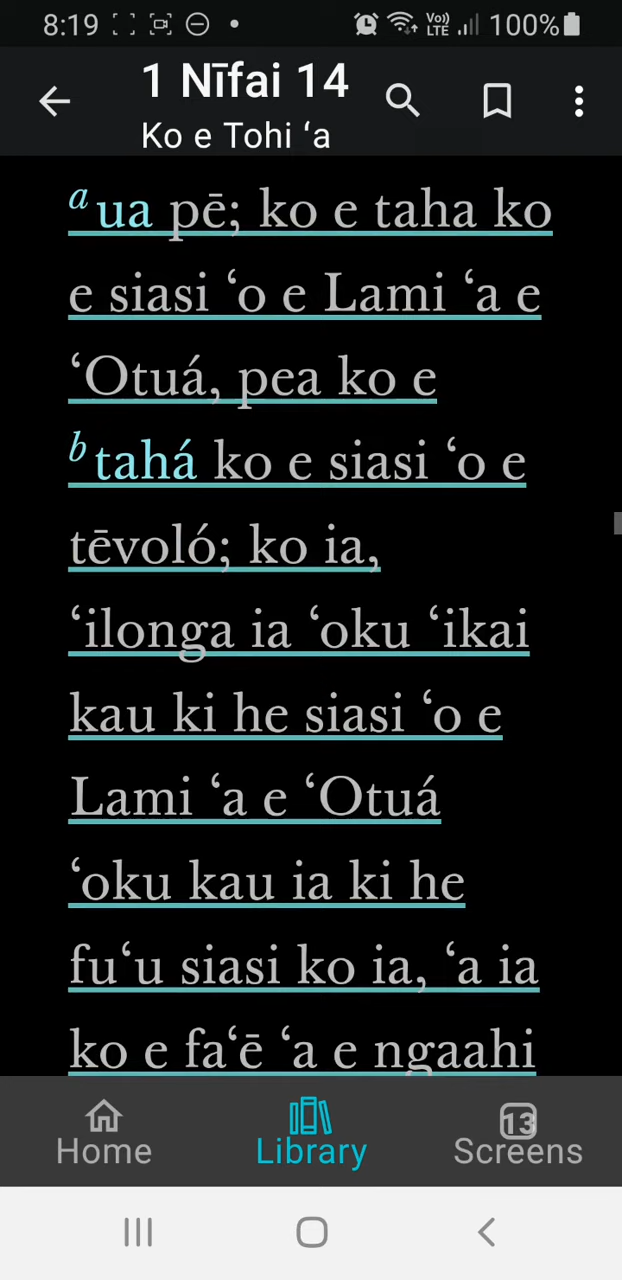 8:19
Vo)) LTE 100%
1 Nīfai 14
Ko e Tohi ʻa
a ua pē; ko e taha ko
e siasi ʻo e Lami ʻa e
ʻOtuá, pea ko e
b tahá ko e siasi ʻo e
tēvoló; ko ia,
ʻilonga ia ʻoku ʻikai
kau ki he siasi ʻo e
Lami ʻa e ʻOtuá
ʻoku kau ia ki he
fuʻu siasi ko ia, ʻa ia
ko e faʻē ʻa e ngaahi
Home Library 13 Screens